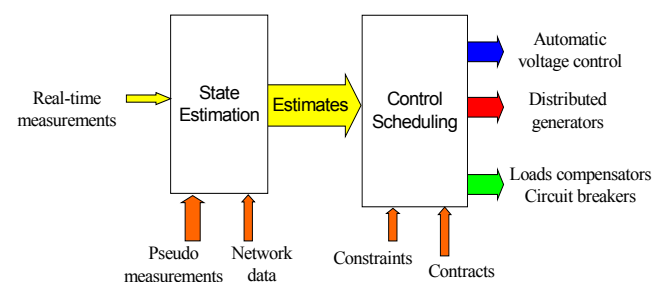 Real-time
measurements
State
Estimation
Estimates
Control
Scheduling
Automatic
voltage control
Distributed
generators
Loads compensators
Circuit breakers
Pseudo
measurements
Network
data
Constraints
Contracts